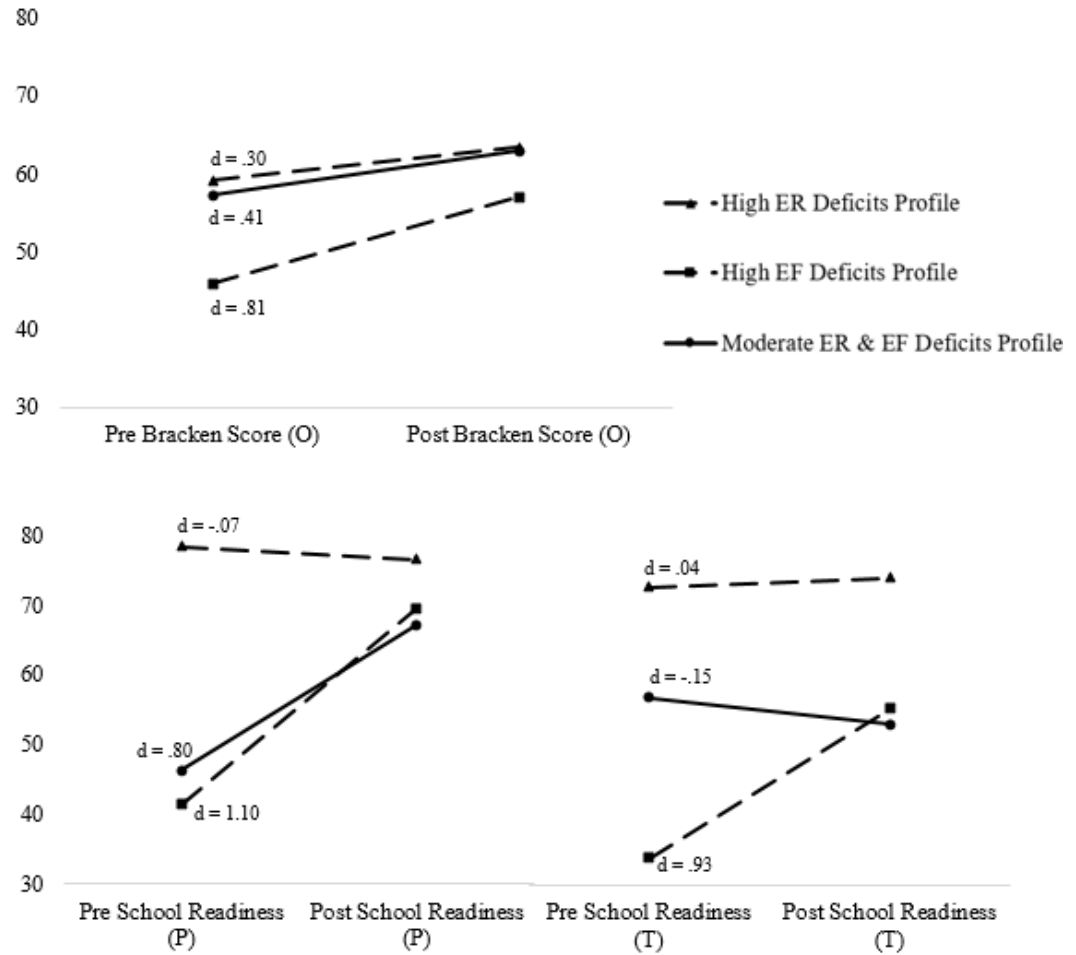 80
70
60
50
40
30
d = .30
d = .41
d = .81
Pre Bracken Score (O)
Post Bracken Score (O)
High ER Deficits Profile
High EF Deficits Profile
Moderate ER & EF Deficits Profile
80
70
60
50
40
30
d = -.07
d = .80
d = 1.10
d = .04
d = -.15
d = .93
Pre School Readiness
(P)
Post School Readiness
(P)
Pre School Readiness
(T)
Post School Readiness
(T)